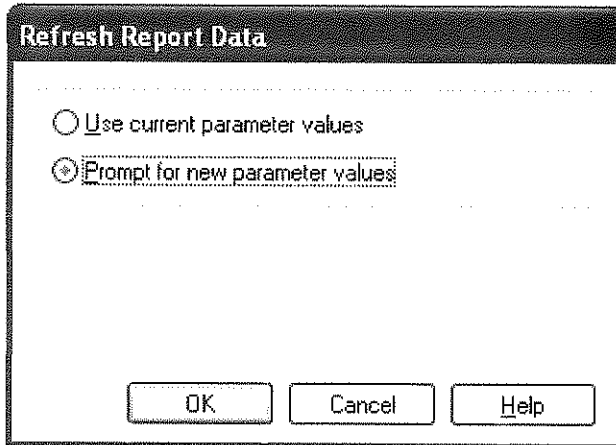 Refresh Report Data
Use current parameter values
Prompt for new parameter values
OK
Cancel
Help